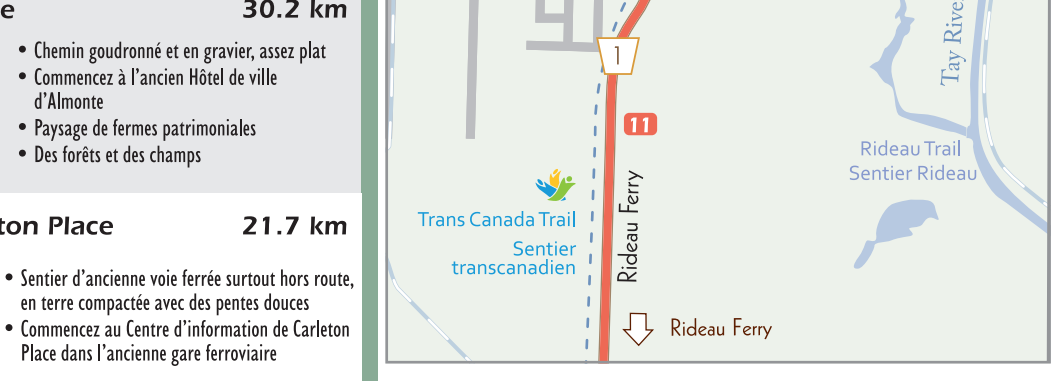 e 30.2 km
• Chemin goudronné et en gravier, assez plat
• Commencez à l'ancien Hôtel de ville
d'Almonte
• Paysage de fermes patrimoniales
• Des forêts et des champs
ton Place 21.7 km
• Sentier d'ancienne voie ferrée surtout hors route,
en terre compactée avec des pentes douces
• Commencez au Centre d'information de Carleton
Place dans l'ancienne gare ferroviaire
1
11
Tay River
Rideau Trail
Sentier Rideau
Trans Canada Trail
Sentier
transcanadien
Rideau Ferry
Rideau Ferry